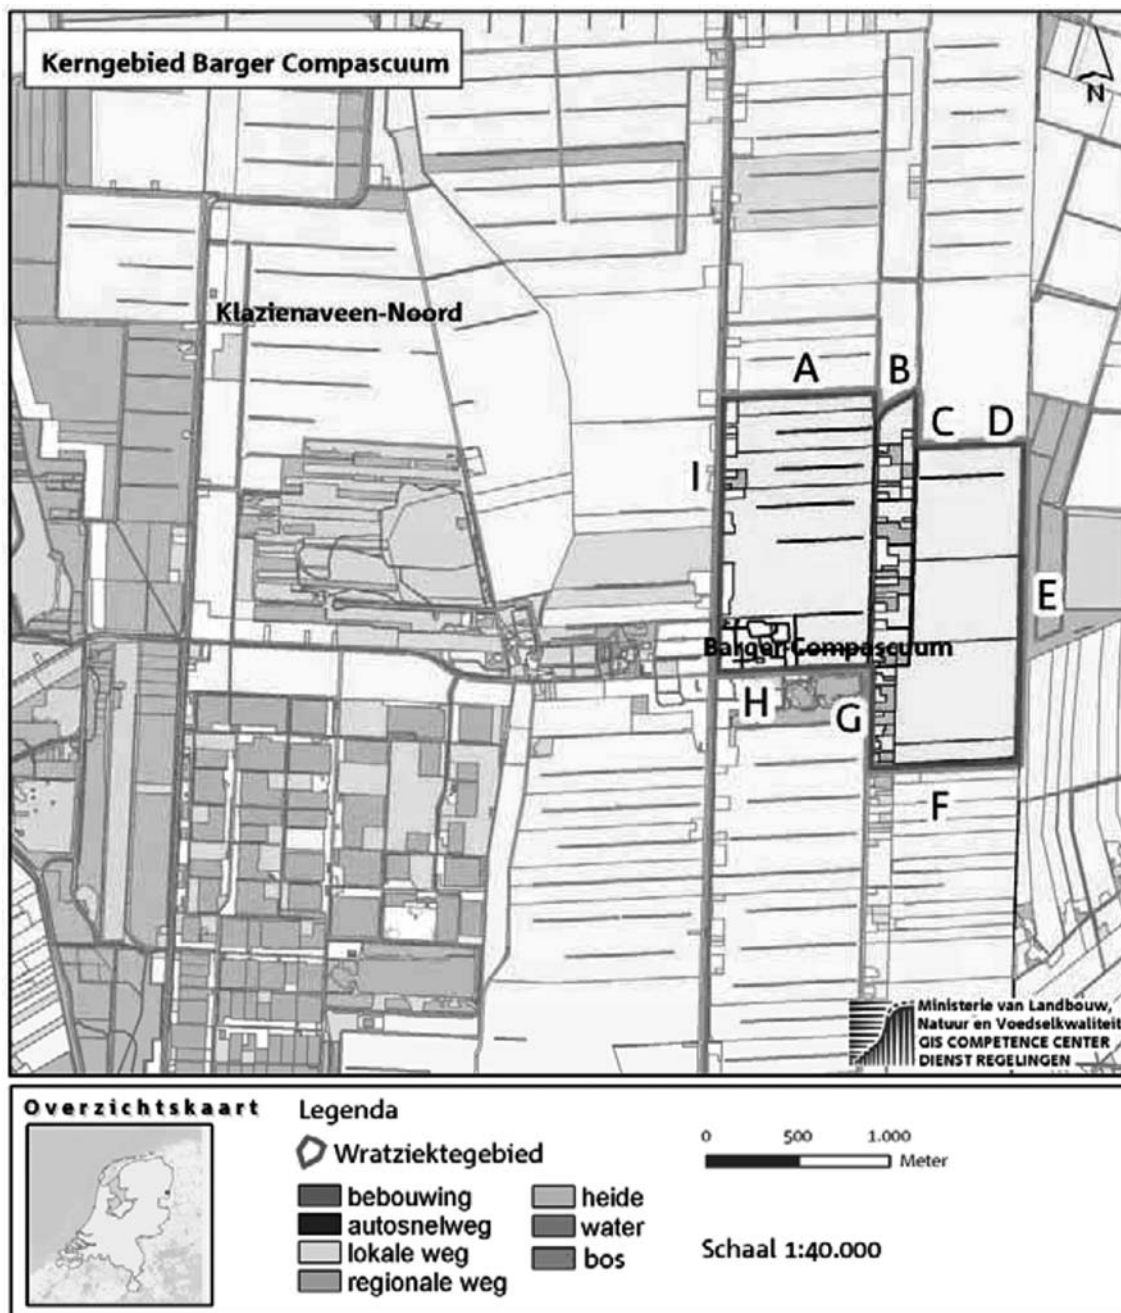 Kerngebied Barger Compascuum
N
Klazienaveen-Noord
A
B
C
D
I
E
Barger-Compascuum
H
G
F
Ministerie van Landbouw,
Natuur en Voedselkwaliteit
GIS COMPETENCE CENTER
DIENST REGELINGEN
Overzichtskaart
Legenda
Wratziektegebied
bebouwing
autosnelweg
lokale weg
regionale weg
heide
water
bos
0 500 1.000
Meter
Schaal 1:40.000